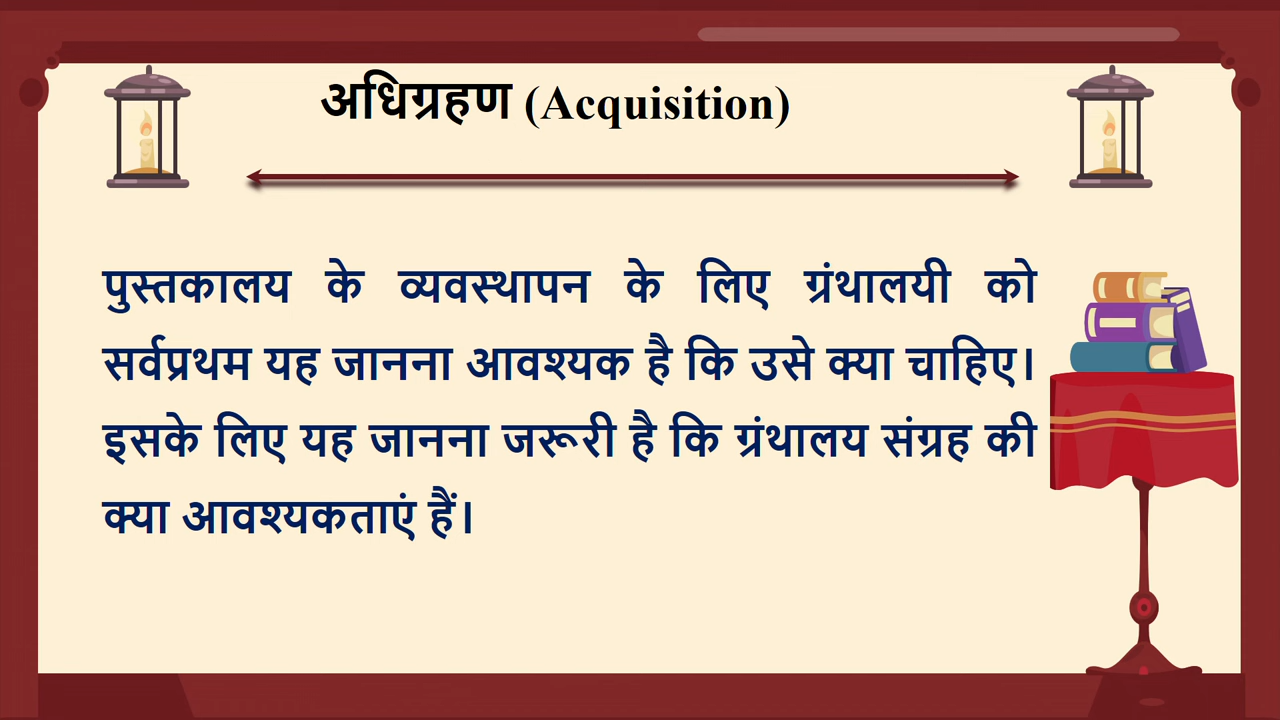 अधिग्रहण (Acquisition)
पुस्तकालय के व्यवस्थापन के लिए ग्रंथालयी को
सर्वप्रथम यह जानना आवश्यक है कि उसे क्या चाहिए।
इसके लिए यह जानना जरूरी है कि ग्रंथालय संग्रह की
क्या आवश्यकताएं हैं।